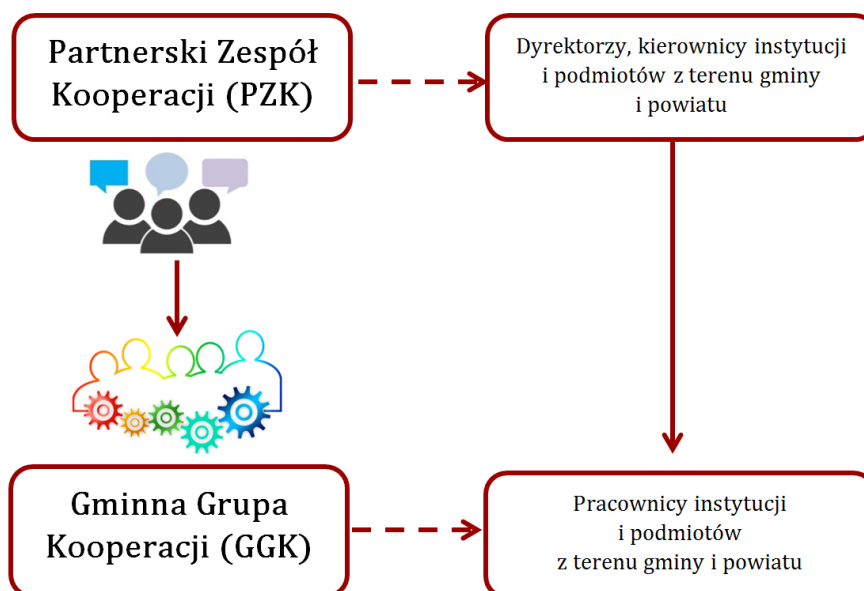 Partnerski Zespół
Kooperacji (PZK)
Dyrektorzy, kierownicy instytucji
i podmiotów z terenu gminy
i powiatu
Gminna Grupa
Kooperacji (GGK)
Pracownicy instytucji
i podmiotów
z terenu gminy i powiatu